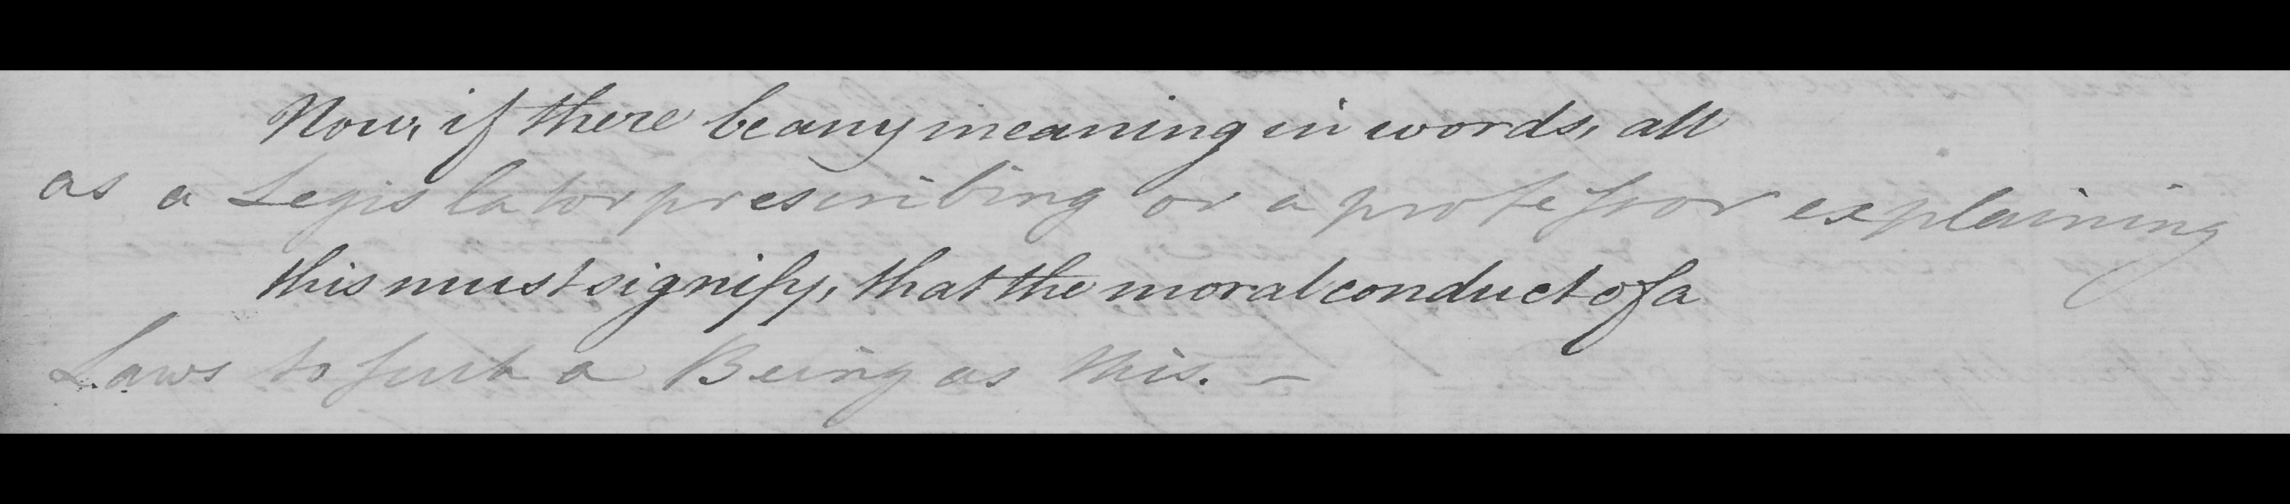 Now, if there be any meaning in words, all
as a Legislator prescribing or a professor explaining
this must signify, that the moral conduct of a
Laws to such a Being as this. –